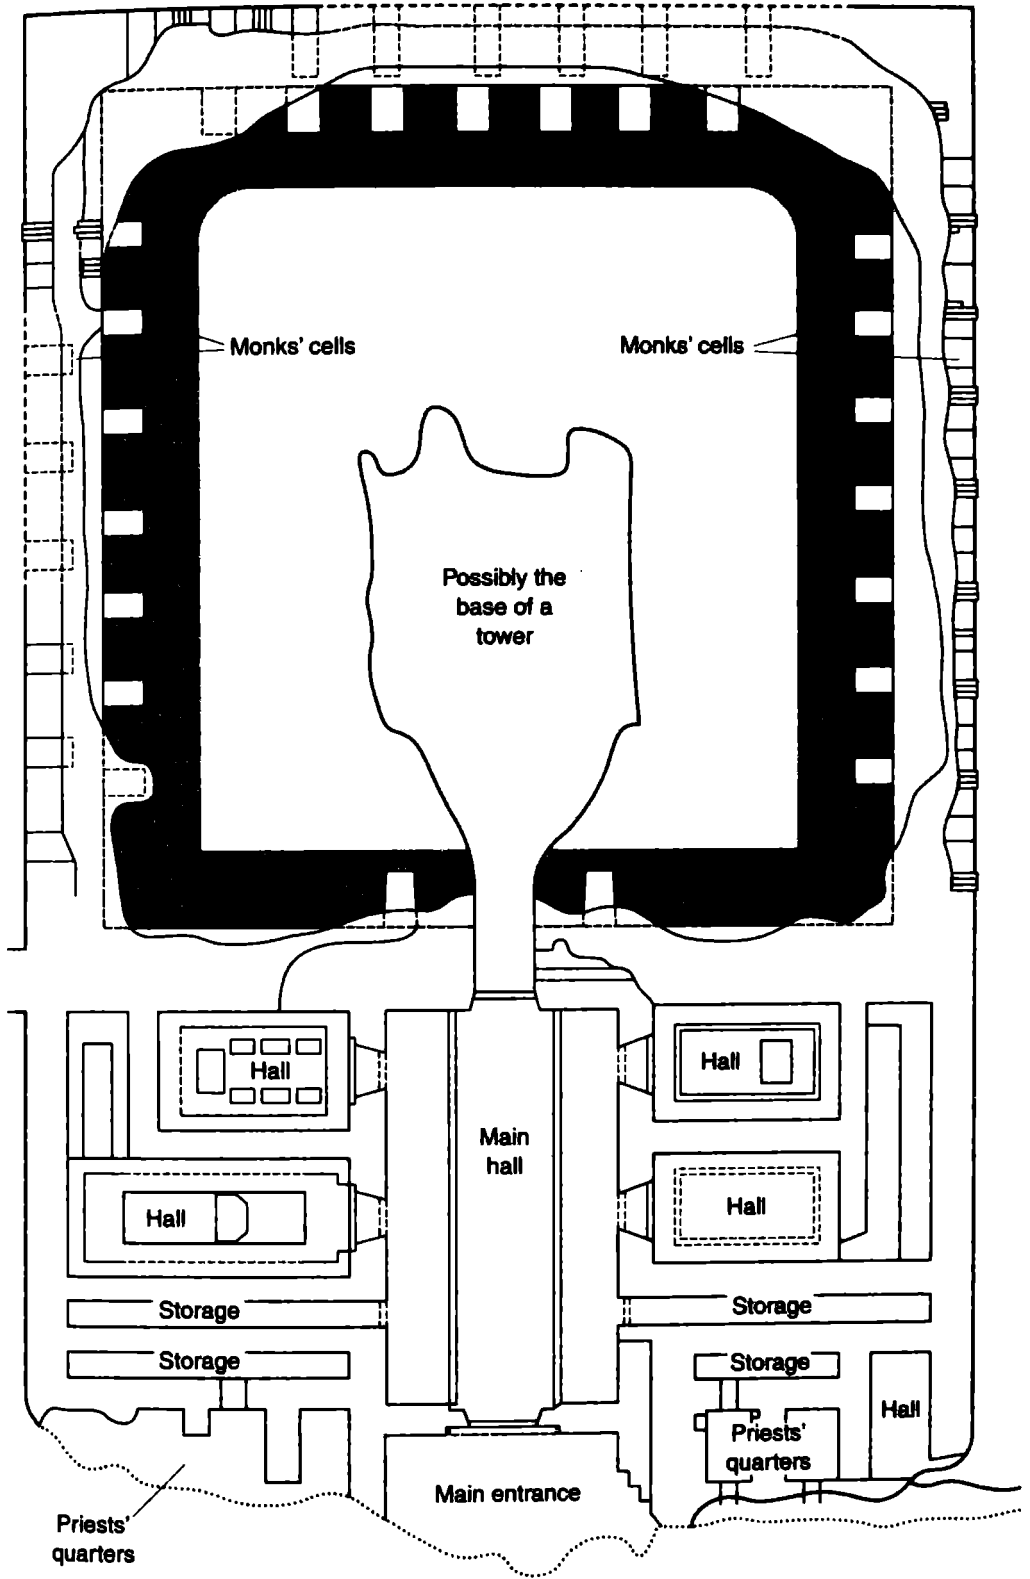 Monks' cells
Monks' cells
Possibly the
base of a
tower
Hall
Hall
Main
hall
Hall
Hall
Storage
Storage
Storage
Storage
Hall
Priests'
quarters
Main entrance
Priests'
quarters